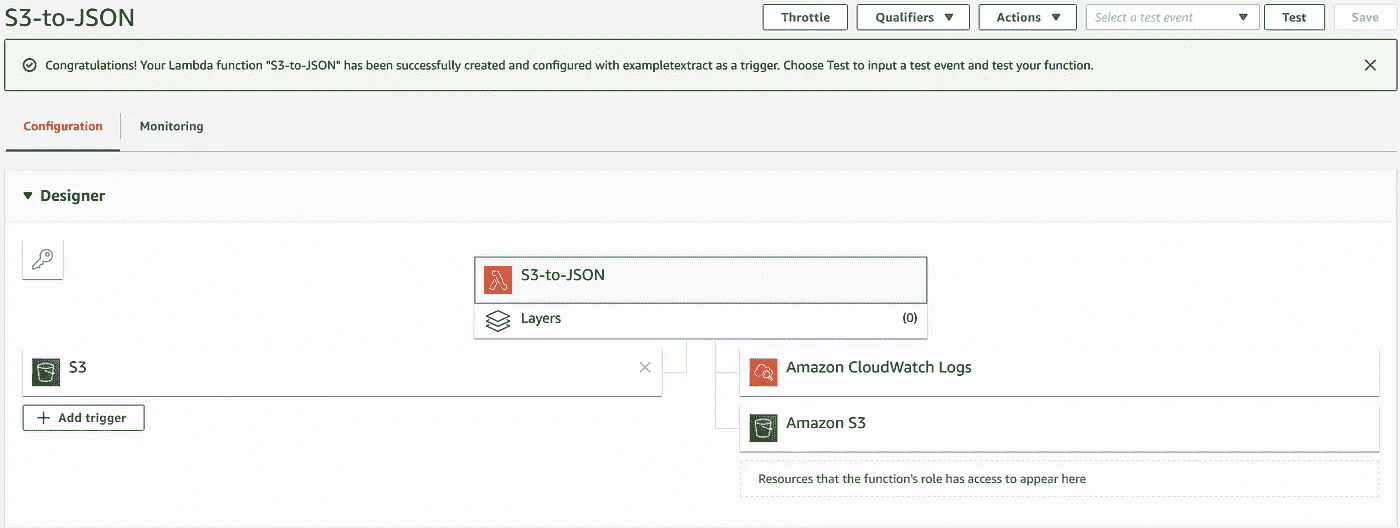 S3-to-JSON
Throttle
Qualifiers
Actions
Select a test event
Test
Save
Congratulations! Your Lambda function "S3-to-JSON" has been successfully created and configured with exampletextract as a trigger. Choose Test to input a test event and test your function.
Configuration
Monitoring
Designer
S3-to-JSON
Layers
(0)
S3
Amazon CloudWatch Logs
Add trigger
Amazon S3
Resources that the function's role has access to appear here